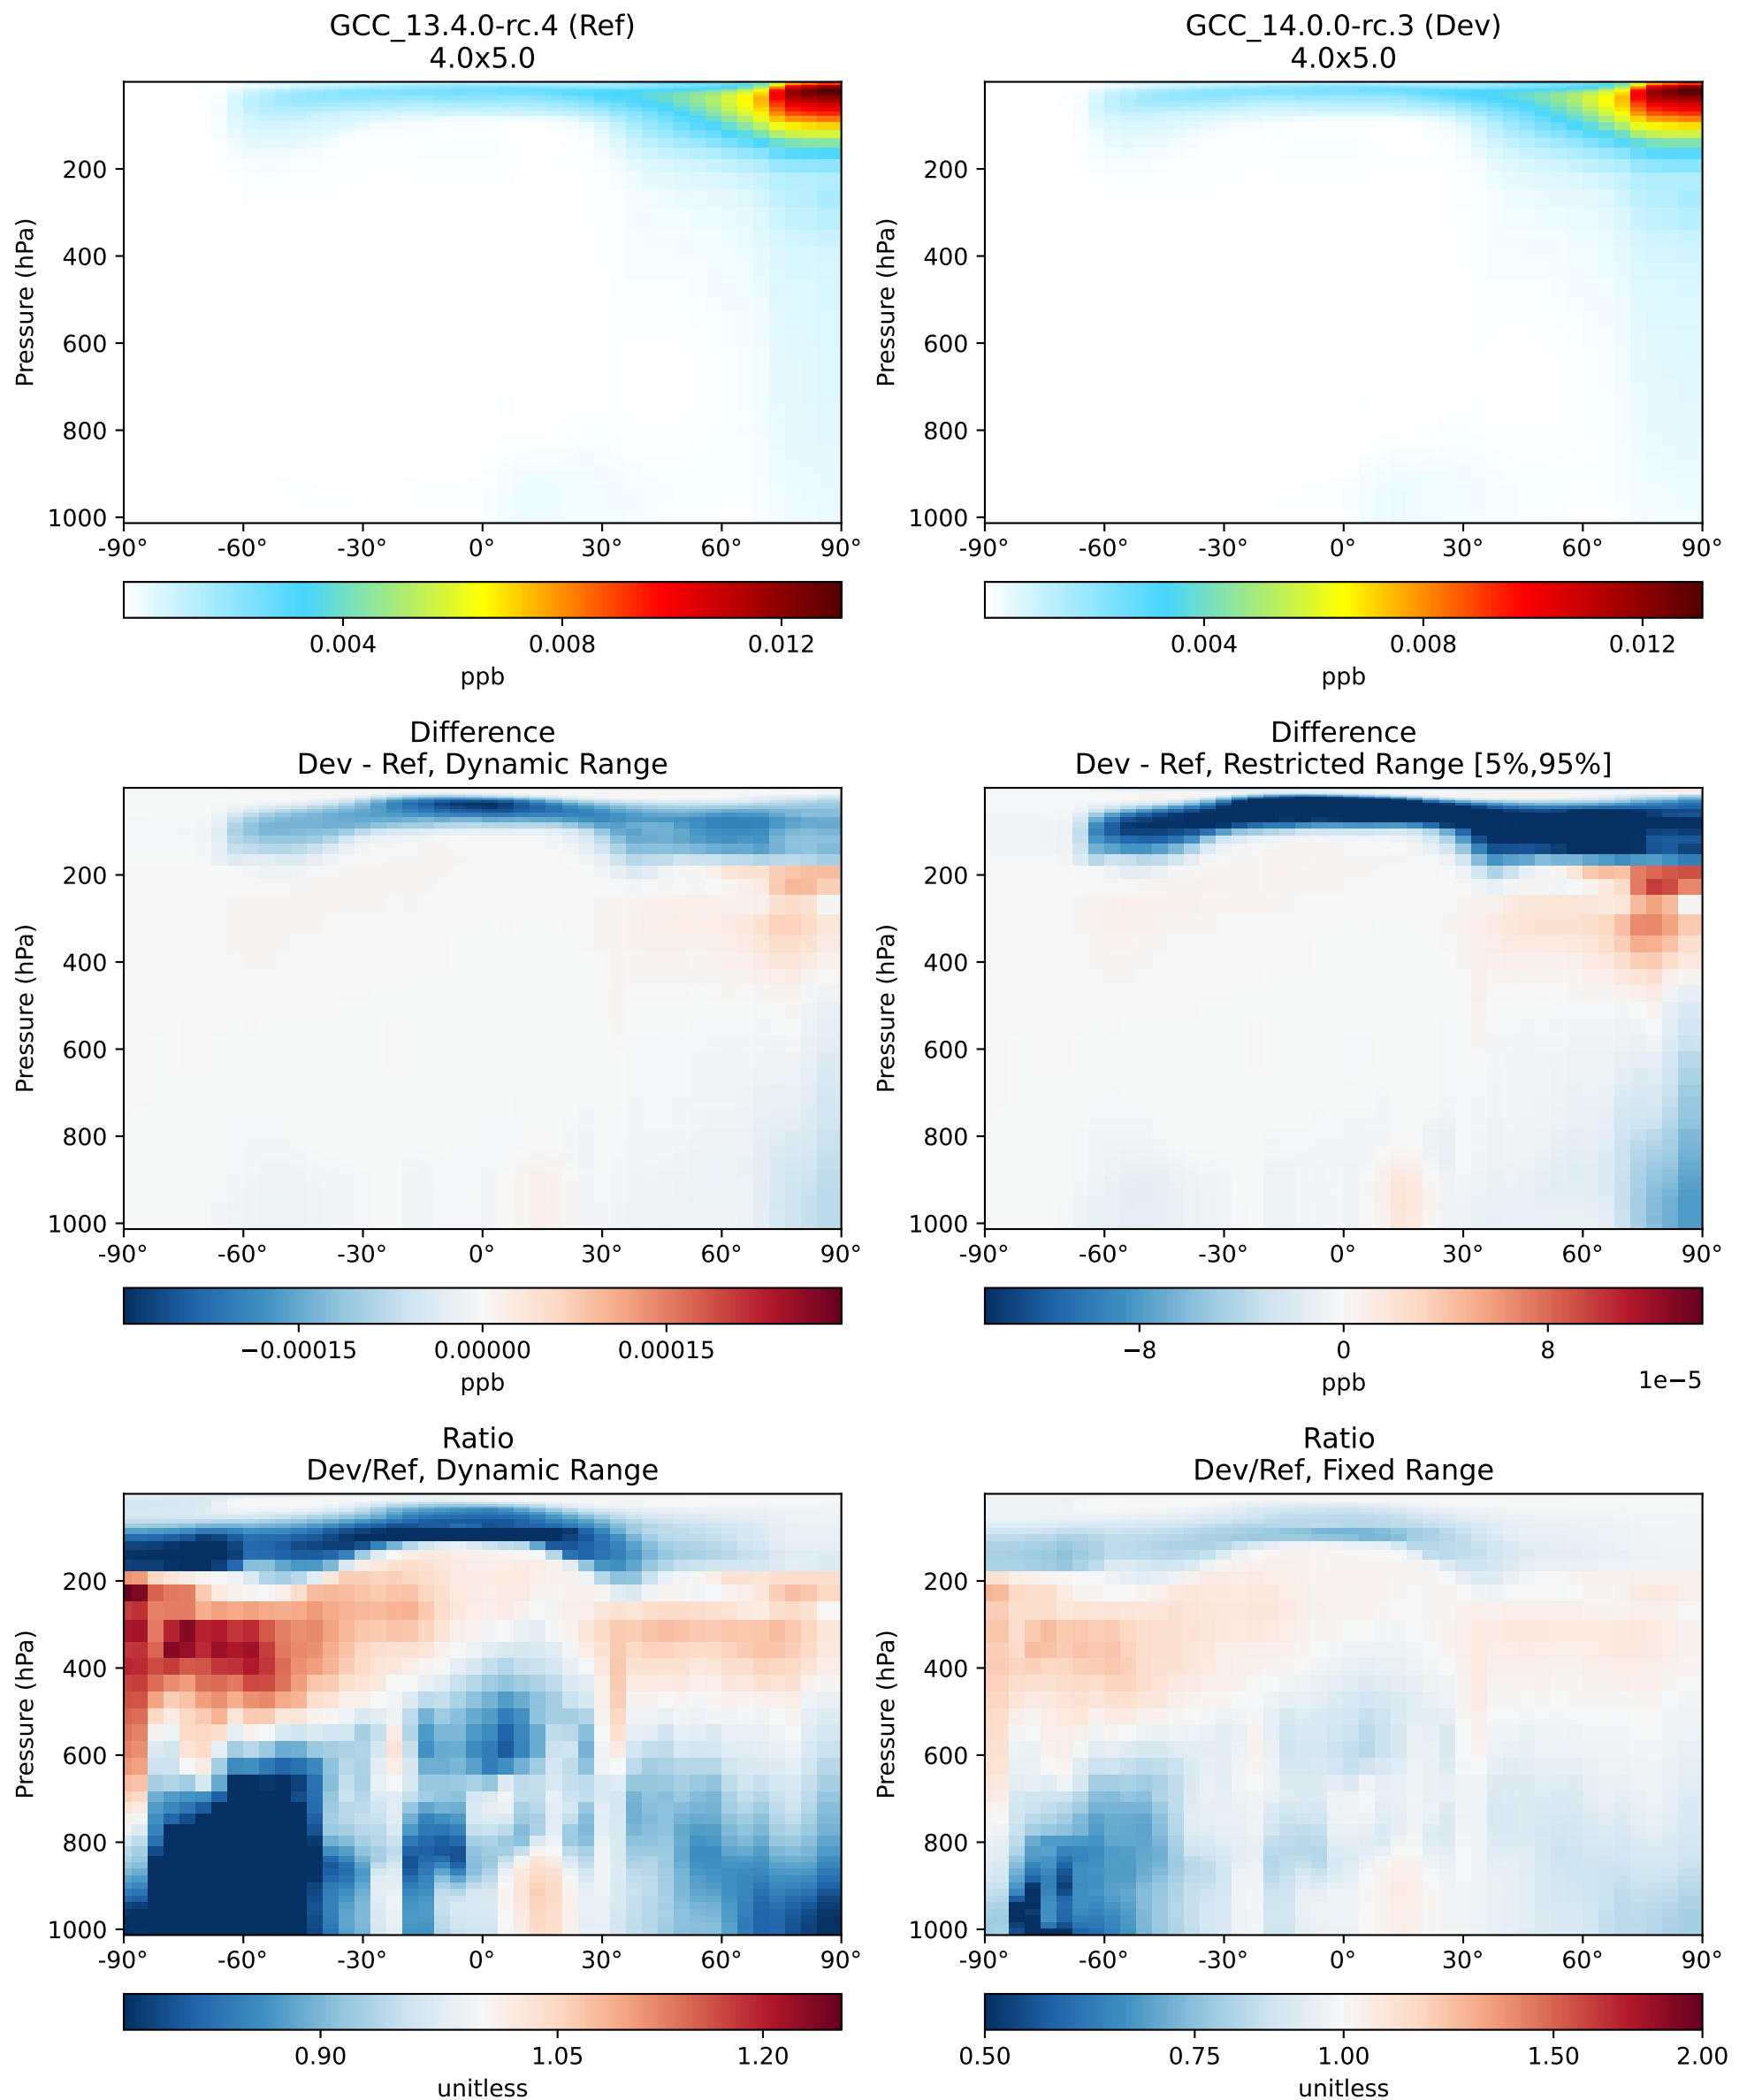 GCC_13.4.0-rc.4 (Ref)
4.0x5.0
Pressure (hPa)
200
400
600
800
1000
-90° -60° -30° 0° 30° 60° 90°
0.004 0.008 0.012
ppb
GCC_14.0.0-rc.3 (Dev)
4.0x5.0
Pressure (hPa)
200
400
600
800
1000
-90° -60° -30° 0° 30° 60° 90°
0.004 0.008 0.012
ppb
Difference
Dev - Ref, Dynamic Range
Pressure (hPa)
200
400
600
800
1000
-90° -60° -30° 0° 30° 60° 90°
−0.00015 0.00000 0.00015
ppb
Difference
Dev - Ref, Restricted Range [5%,95%]
Pressure (hPa)
200
400
600
800
1000
-90° -60° -30° 0° 30° 60° 90°
−8 0 8
ppb
1e−5
Ratio
Dev/Ref, Dynamic Range
Pressure (hPa)
200
400
600
800
1000
-90° -60° -30° 0° 30° 60° 90°
0.90 1.05 1.20
unitless
Ratio
Dev/Ref, Fixed Range
Pressure (hPa)
200
400
600
800
1000
-90° -60° -30° 0° 30° 60° 90°
0.50 0.75 1.00 1.50 2.00
unitless